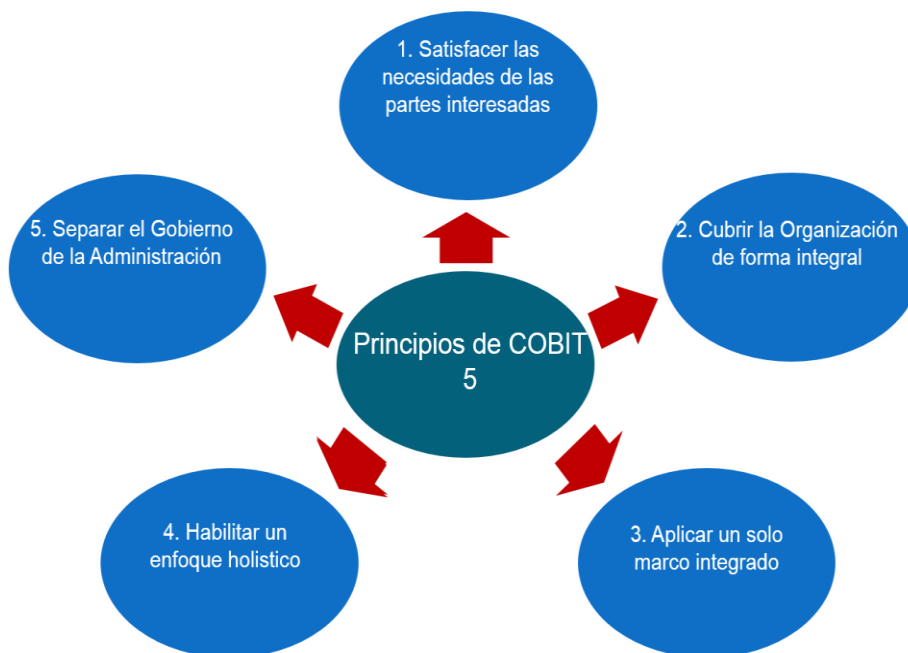 1. Satisfacer las
necesidades de las
partes interesadas
2. Cubrir la Organización
de forma integral
3. Aplicar un solo
marco integrado
4. Habilitar un
enfoque holistico
5. Separar el Gobierno
de la Administración
Principios de COBIT
5